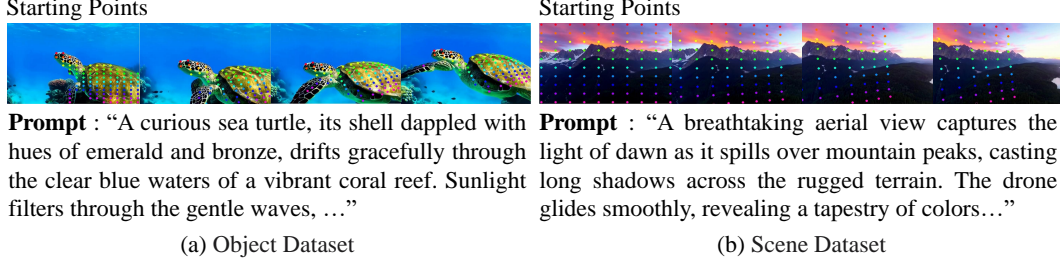 Starting Points
Prompt : “A curious sea turtle, its shell dappled with
hues of emerald and bronze, drifts gracefully through
the clear blue waters of a vibrant coral reef. Sunlight
filters through the gentle waves, …”
(a) Object Dataset
Starting Points
Prompt : “A breathtaking aerial view captures the
light of dawn as it spills over mountain peaks, casting
long shadows across the rugged terrain. The drone
glides smoothly, revealing a tapestry of colors…”
(b) Scene Dataset